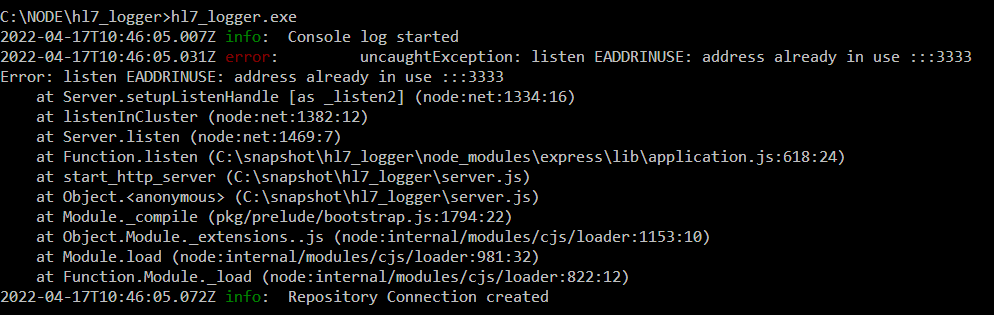 C:\NODE\hl7_logger>hl7_logger.exe
2022-04-17T10:46:05.007Z info:  Console log started
2022-04-17T10:46:05.031Z error:        uncaughtException: listen EADDRINUSE: address already in use :::3333
Error: listen EADDRINUSE: address already in use :::3333
    at Server.setupListenHandle [as _listen2] (node:net:1334:16)
    at listenInCluster (node:net:1382:12)
    at Server.listen (node:net:1469:7)
    at Function.listen (C:\snapshot\hl7_logger\node_modules\express\lib\application.js:618:24)
    at start_http_server (C:\snapshot\hl7_logger\server.js)
    at Object.<anonymous> (C:\snapshot\hl7_logger\server.js)
    at Module._compile (pkg/prelude/bootstrap.js:1794:22)
    at Object.Module._extensions..js (node:internal/modules/cjs/loader:1153:10)
    at Module.load (node:internal/modules/cjs/loader:981:32)
    at Function.Module._load (node:internal/modules/cjs/loader:822:12)
2022-04-17T10:46:05.072Z info:  Repository Connection created